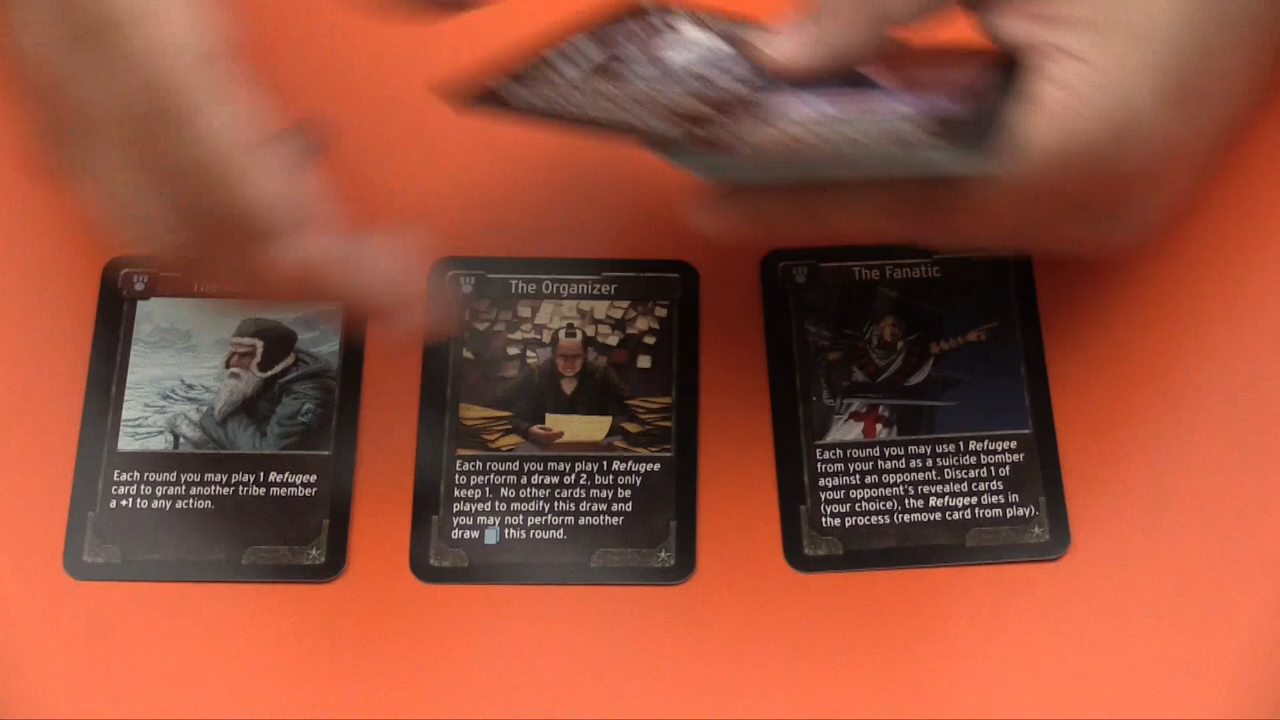 The
Each round you may play 1 Refugee
card to grant another tribe member
a +1 to any action.
The Organizer
Each round you may play 1 Refugee
to perform a draw of 2, but only
keep 1. No other cards may be
played to modify this draw and
you may not perform another
draw this round.
The Fanatic
Each round you may use 1 Refugee
from your hand as a suicide bomber
against an opponent. Discard 1 of
your opponent's revealed cards
(your choice), the Refugee dies in
the process (remove card from play).